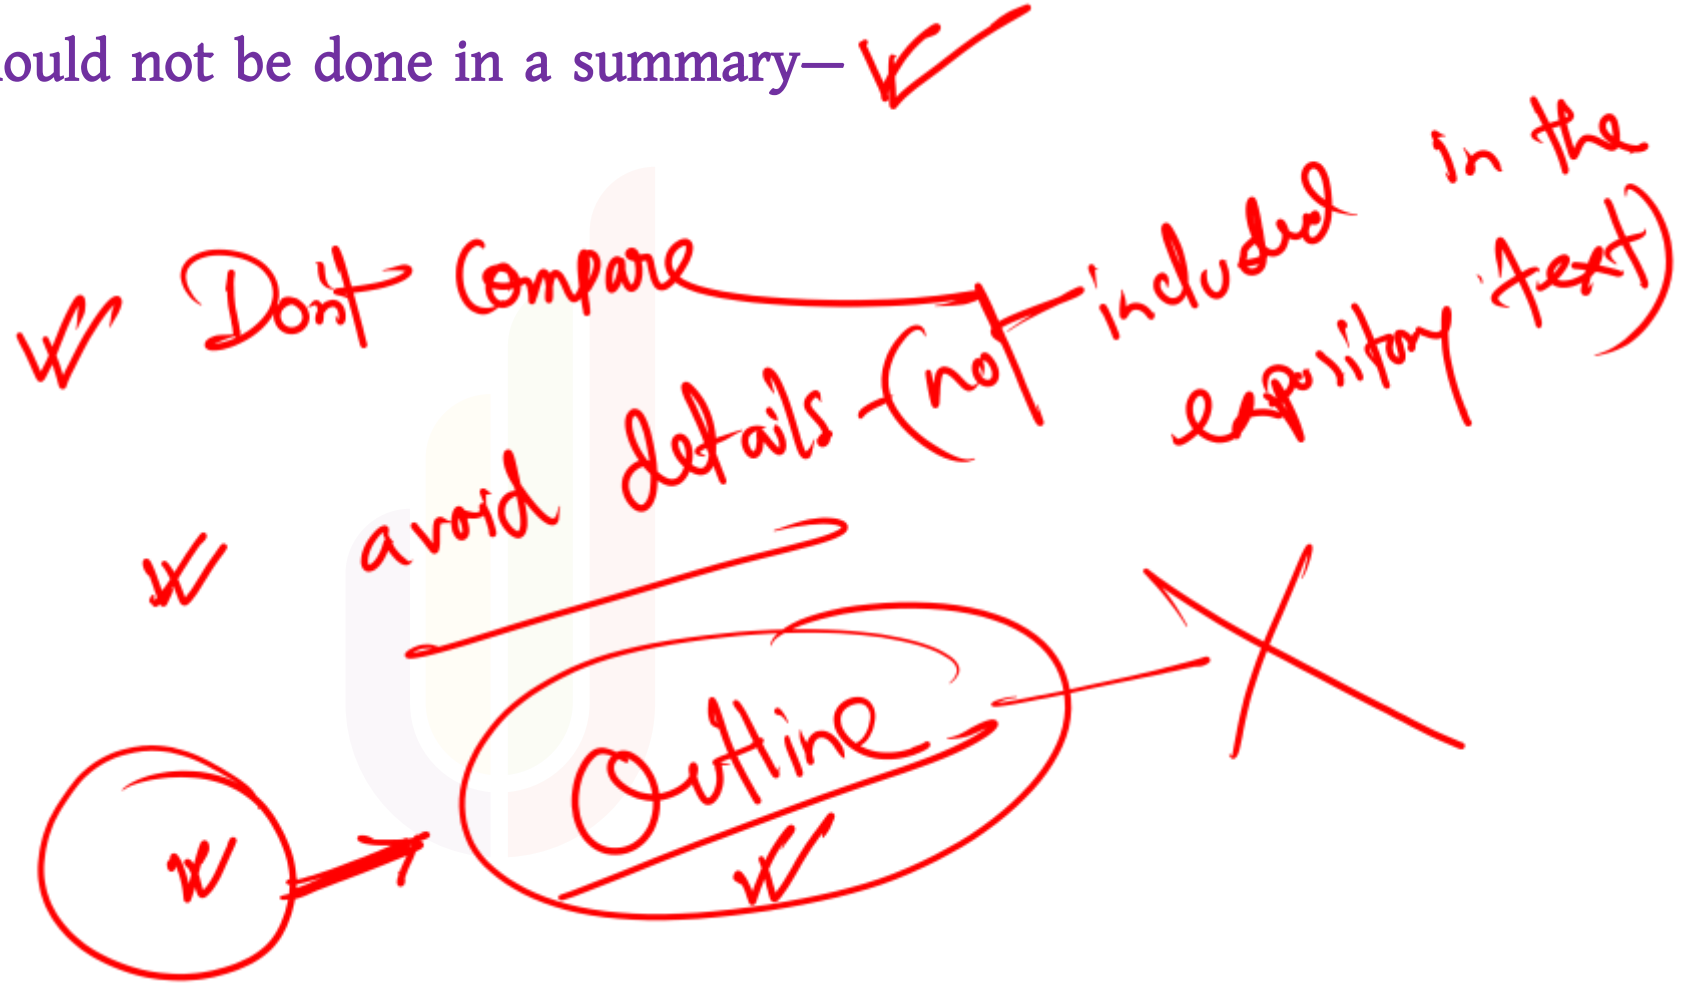 ould not be done in a summary—
Don't Compare
avoid details - (not included in the
expository text)
Outline